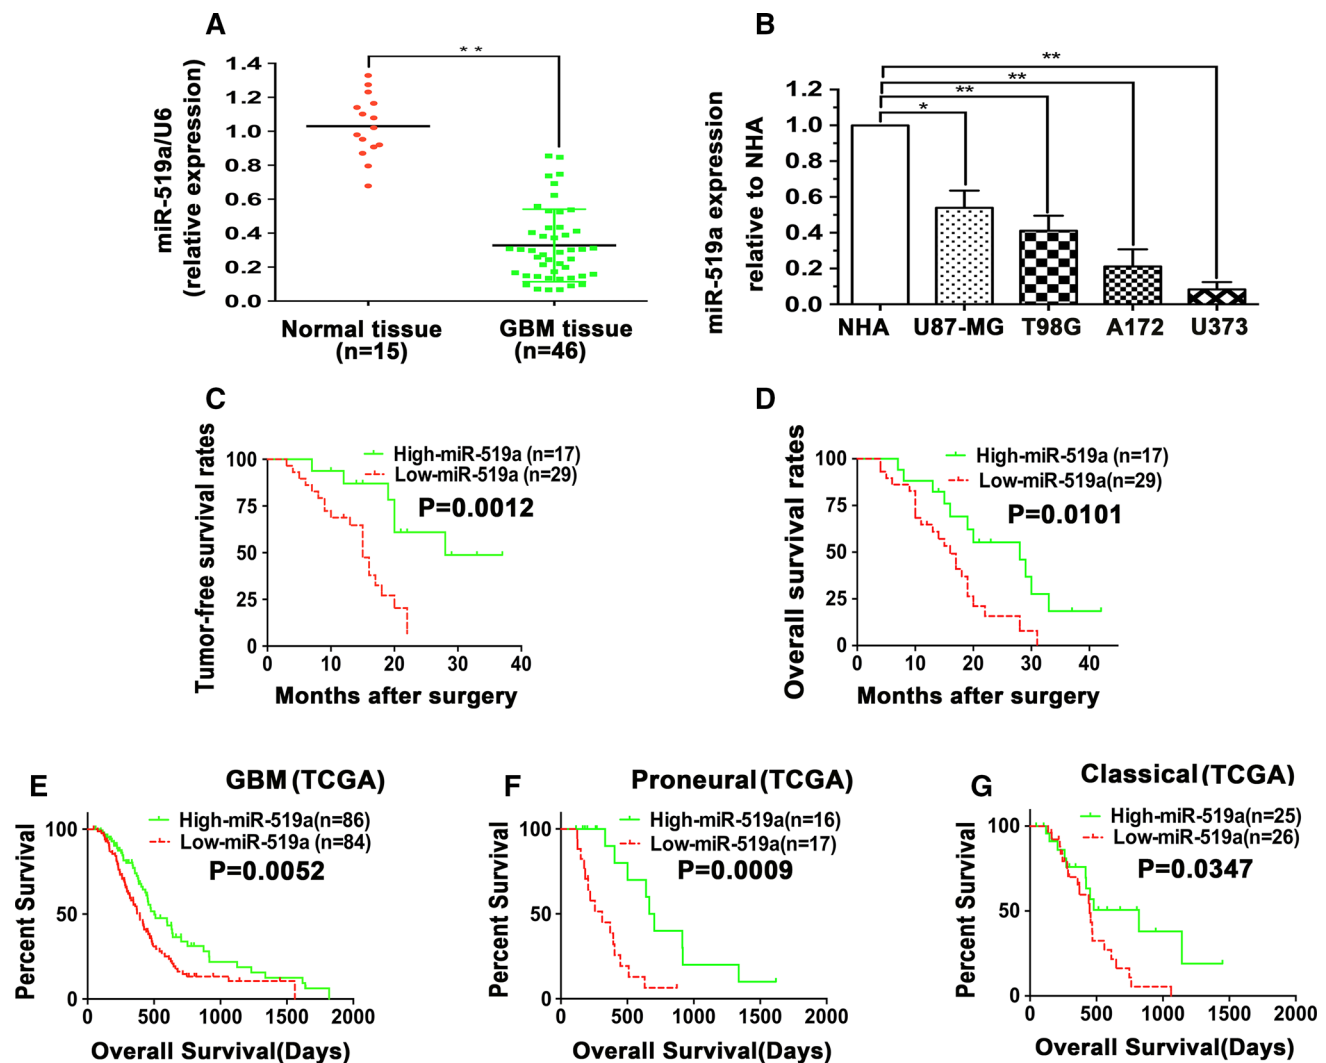 A
miR-519a/U6
(relative expression)
1.4
1.2
1.0
0.8
0.6
0.4
0.2
0.0
* *
Normal tissue
(n=15)
GBM tissue
(n=46)
B
miR-519a expression
relative to NHA
1.2
1.0
0.8
0.6
0.4
0.2
0.0
**
**
**
*
NHA
U87-MG
T98G
A172
U373
C
Tumor-free survival rates
100
75
50
25
0
High-miR-519a (n=17)
Low-miR-519a (n=29)
P=0.0012
0
10
20
30
40
Months after surgery
D
Overall survival rates
100
75
50
25
0
High-miR-519a (n=17)
Low-miR-519a(n=29)
P=0.0101
0
10
20
30
40
Months after surgery
E
GBM (TCGA)
Percent Survival
100
50
0
High-miR-519a(n=86)
Low-miR-519a (n=84)
P=0.0052
0
500
1000
1500
2000
Overall Survival(Days)
F
Proneural(TCGA)
Percent Survival
100
50
0
High-miR-519a(n=16)
Low-miR-519a(n=17)
P=0.0009
0
500
1000
1500
2000
Overall Survival(Days)
G
Classical (TCGA)
Percent Survival
100
50
0
High-miR-519a(n=25)
Low-miR-519a(n=26)
P=0.0347
0
500
1000
1500
2000
Overall Survival(Days)